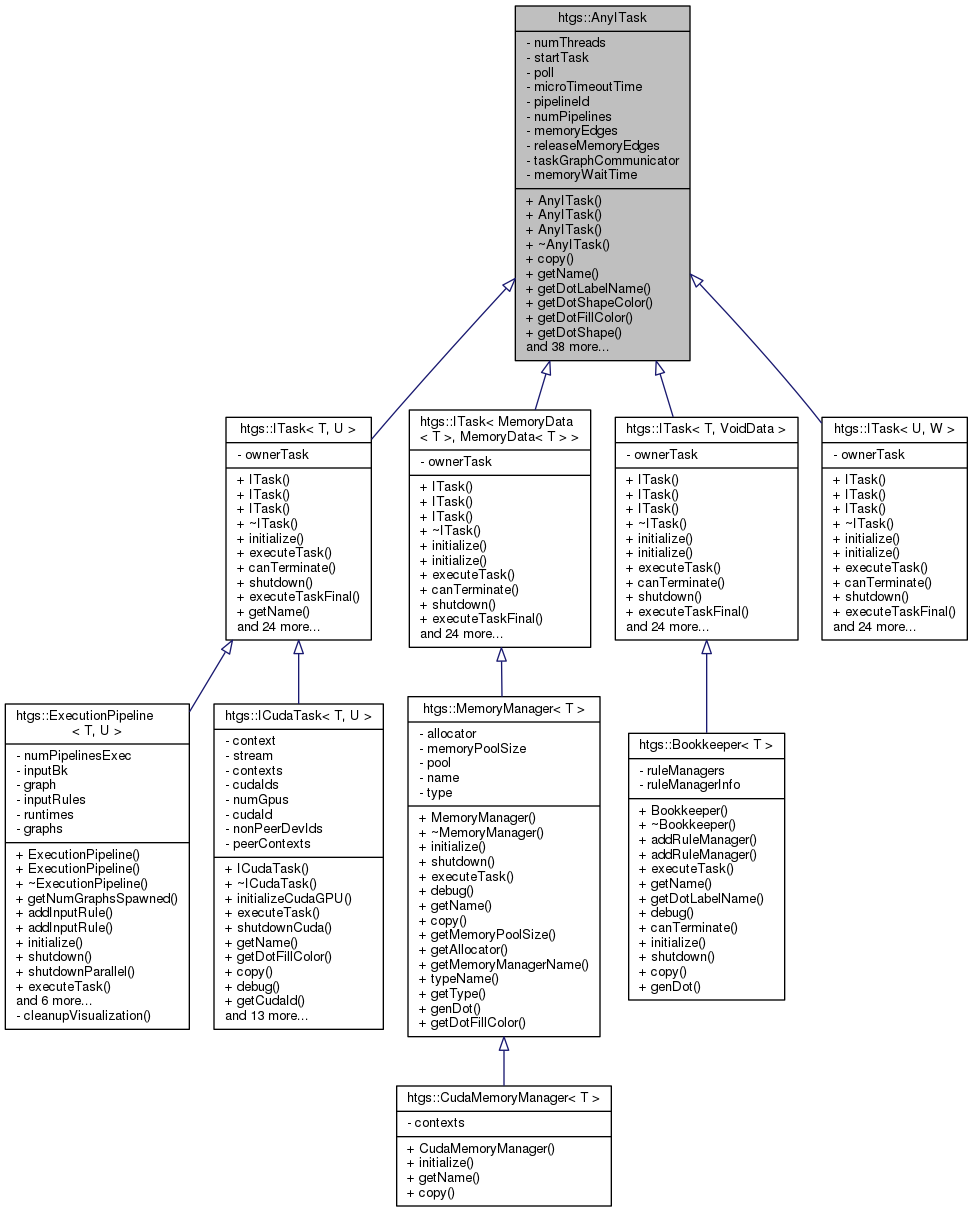 htgs::AnyITask
- numThreads
- startTask
- poll
- microTimeoutTime
- pipelineId
- numPipelines
- memoryEdges
- releaseMemoryEdges
- taskGraphCommunicator
- memoryWaitTime
+ AnyITask()
+ AnyITask()
+ AnyITask()
+ ~AnyITask()
+ copy()
+ getName()
+ getDotLabelName()
+ getDotShapeColor()
+ getDotFillColor()
+ getDotShape()
and 38 more...
htgs::ITask< T, U >
- ownerTask
+ ITask()
+ ITask()
+ ITask()
+ ~ITask()
+ initialize()
+ executeTask()
+ canTerminate()
+ shutdown()
+ executeTaskFinal()
+ getName()
and 24 more...
htgs::ITask< MemoryData
< T >, MemoryData< T > >
- ownerTask
+ ITask()
+ ITask()
+ ITask()
+ ~ITask()
+ initialize()
+ initialize()
+ executeTask()
+ canTerminate()
+ shutdown()
+ executeTaskFinal()
and 24 more...
htgs::ITask< T, VoidData >
- ownerTask
+ ITask()
+ ITask()
+ ITask()
+ ~ITask()
+ initialize()
+ initialize()
+ executeTask()
+ canTerminate()
+ shutdown()
+ executeTaskFinal()
and 24 more...
htgs::ITask< U, W >
- ownerTask
+ ITask()
+ ITask()
+ ITask()
+ ~ITask()
+ initialize()
+ initialize()
+ executeTask()
+ canTerminate()
+ shutdown()
+ executeTaskFinal()
and 24 more...
htgs::ExecutionPipeline
< T, U >
- numPipelinesExec
- inputBk
- graph
- inputRules
- runtimes
- graphs
+ ExecutionPipeline()
+ ExecutionPipeline()
+ ~ExecutionPipeline()
+ getNumGraphsSpawned()
+ addInputRule()
+ addInputRule()
+ initialize()
+ shutdown()
+ shutdownParallel()
+ executeTask()
and 6 more...
- cleanupVisualization()
htgs::ICudaTask< T, U >
- context
- stream
- contexts
- cudaIds
- numGpus
- cudaId
- nonPeerDevIds
- peerContexts
+ ICudaTask()
+ ~ICudaTask()
+ initializeCudaGPU()
+ executeTask()
+ shutdownCuda()
+ getName()
+ getDotFillColor()
+ copy()
+ debug()
+ getCudaId()
and 13 more...
htgs::MemoryManager< T >
- allocator
- memoryPoolSize
- pool
- name
- type
+ MemoryManager()
+ ~MemoryManager()
+ initialize()
+ shutdown()
+ executeTask()
+ debug()
+ getName()
+ copy()
+ getMemoryPoolSize()
+ getAllocator()
+ getMemoryManagerName()
+ typeName()
+ getType()
+ genDot()
+ getDotFillColor()
htgs::Bookkeeper< T >
- ruleManagers
- ruleManagerInfo
+ Bookkeeper()
+ ~Bookkeeper()
+ addRuleManager()
+ addRuleManager()
+ executeTask()
+ getName()
+ getDotLabelName()
+ debug()
+ canTerminate()
+ initialize()
+ shutdown()
+ copy()
+ genDot()
htgs::CudaMemoryManager< T >
- contexts
+ CudaMemoryManager()
+ initialize()
+ getName()
+ copy()